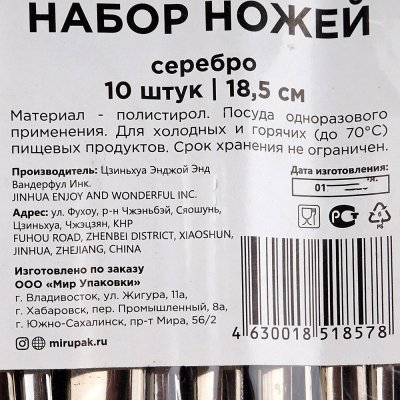 НАБОР НОЖЕЙ
серебро
10 штук | 18,5 см
Материал - полистирол. Посуда одноразового
применения. Для холодных и горячих (до 70°С)
пищевых продуктов. Срок хранения не ограничен.
Производитель: Цзиньхуа Энджой Энд
Вандерфул Инк.
JINHUA ENJOY AND WONDERFUL INC.
Адрес: ул. Фухоу, р-н Чжэньбэй, Сяошунь,
Цзиньхуа, Чжэцзян, КНР
FUHOU ROAD, ZHENBEI DISTRICT, XIAOSHUN,
JINHUA, ZHEJIANG, CHINA
Изготовлено по заказу
ООО «Мир Упаковки»
г. Владивосток, ул. Жигура, 11а,
г. Хабаровск, пер. Промышленный, 8а,
г. Южно-Сахалинск, пр-т Мира, 56/2
mirupak.ru
Дата изготовления:
01
РСТ
6
PS
4 630018 518578